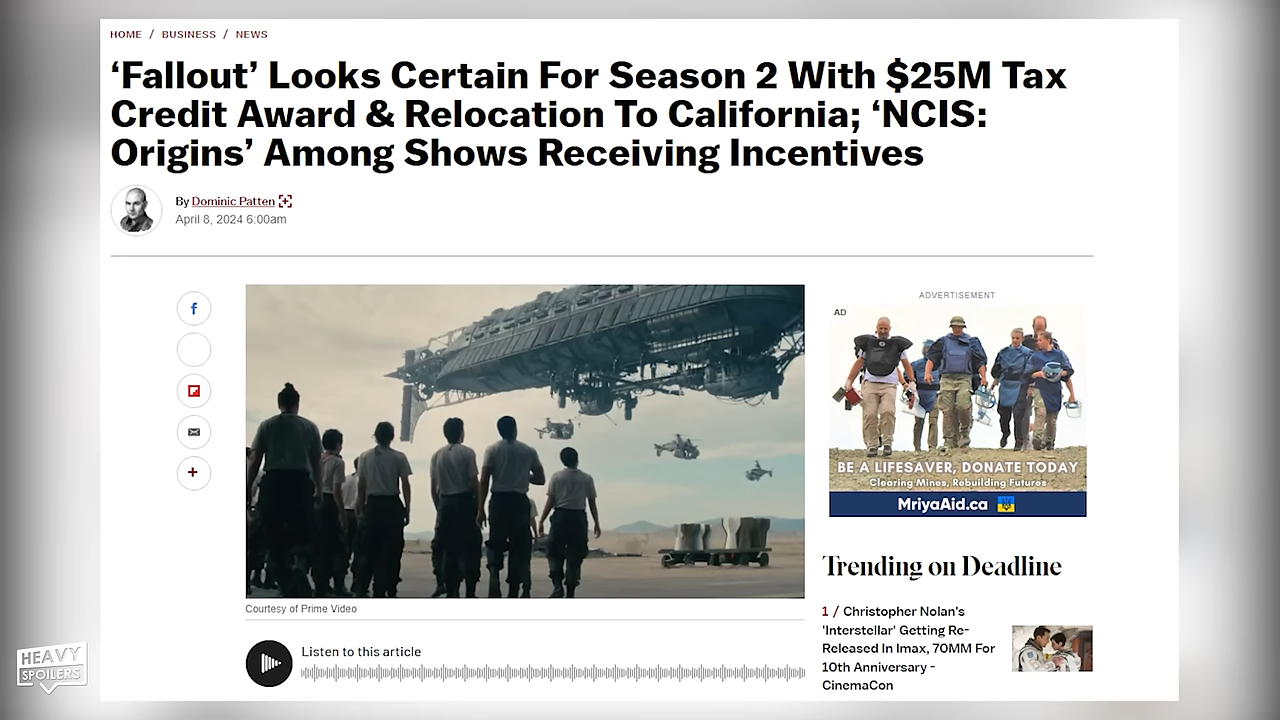 HOME / BUSINESS / NEWS
‘Fallout’ Looks Certain For Season 2 With $25M Tax
Credit Award & Relocation To California; ‘NCIS:
Origins’ Among Shows Receiving Incentives
By Dominic Patten
April 8, 2024 6:00am
ADVERTISEMENT
AD
BE A LIFESAVER, DONATE TODAY
Clearing Mines, Rebuilding Futures
MriyaAid.ca
Courtesy of Prime Video
Listen to this article
Trending on Deadline
1 / Christopher Nolan's
'Interstellar' Getting Re-
Released In Imax, 70MM For
10th Anniversary -
CinemaCon
HEAVY
SPOILERS